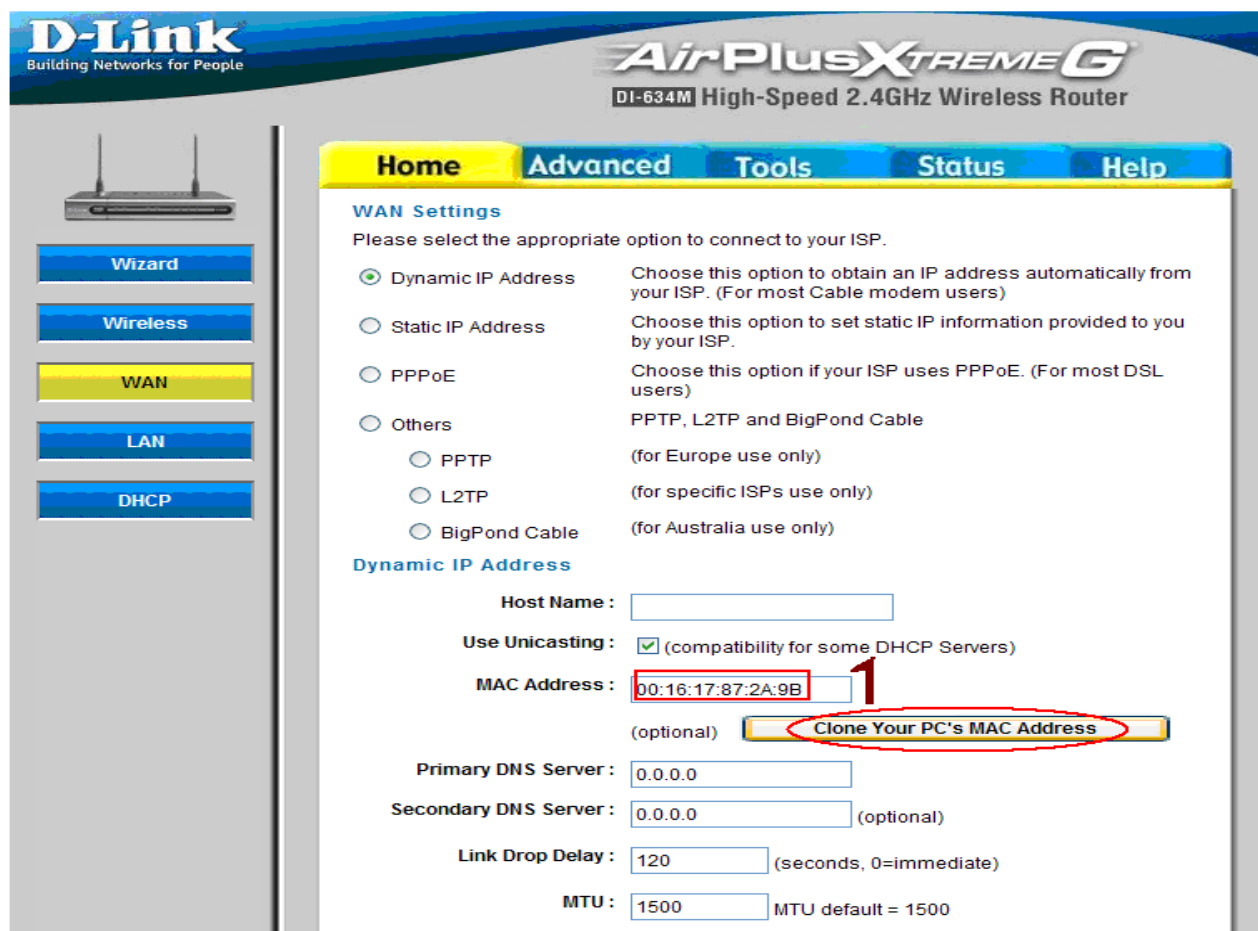 D-Link
Building Networks for People
AirPlus XTREME G
DI-634M High-Speed 2.4GHz Wireless Router
Home Advanced Tools Status Help
Wizard
Wireless
WAN
LAN
DHCP
WAN Settings
Please select the appropriate option to connect to your ISP.
Dynamic IP Address Choose this option to obtain an IP address automatically from
your ISP. (For most Cable modem users)
Static IP Address Choose this option to set static IP information provided to you
by your ISP.
PPPoE Choose this option if your ISP uses PPPoE. (For most DSL
users)
Others PPTP, L2TP and BigPond Cable
PPTP (for Europe use only)
L2TP (for specific ISPs use only)
BigPond Cable (for Australia use only)
Dynamic IP Address
Host Name :
Use Unicasting : (compatibility for some DHCP Servers)
MAC Address : 00:16:17:87:2A:9B 1
(optional) Clone Your PC's MAC Address
Primary DNS Server : 0.0.0.0
Secondary DNS Server : 0.0.0.0 (optional)
Link Drop Delay : 120 (seconds, 0=immediate)
MTU : 1500 MTU default = 1500